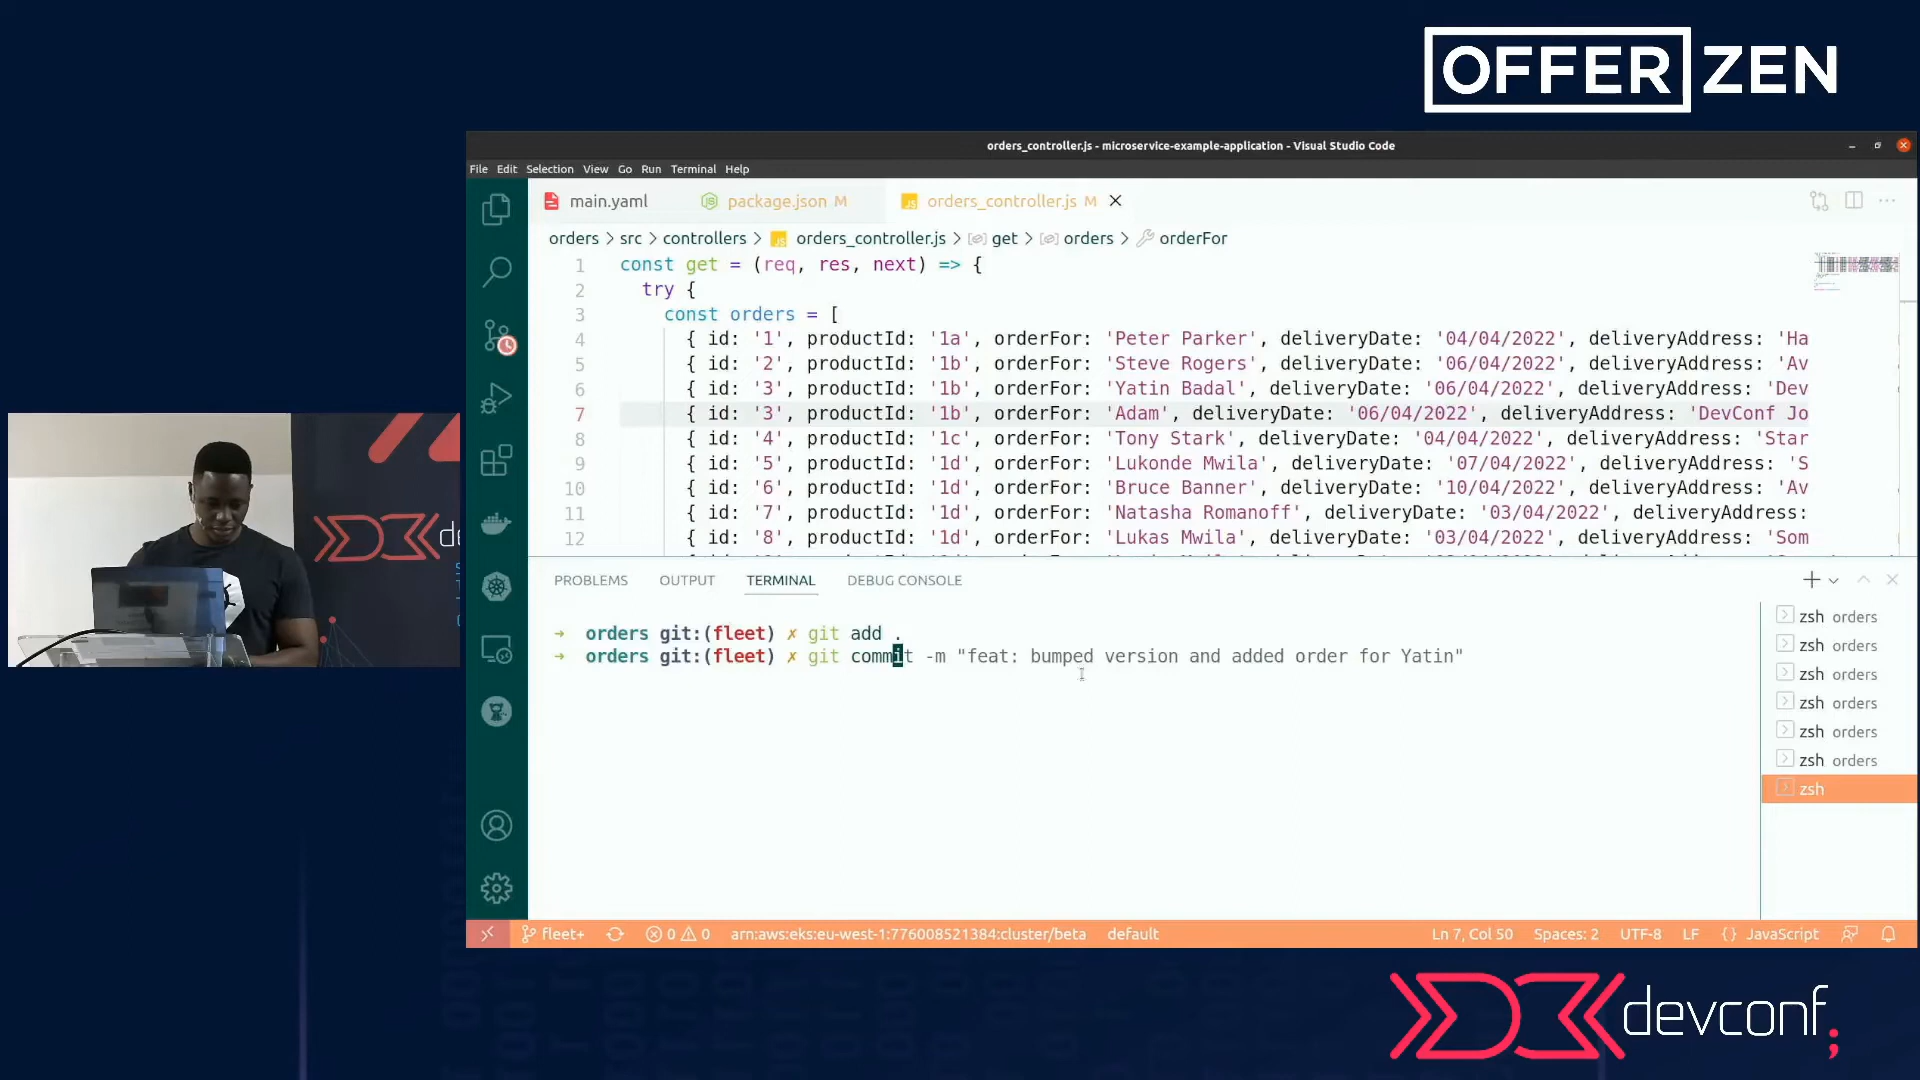 OFFERZEN
orders_controller.js - microservice-example-application - Visual Studio Code
File Edit Selection View Go Run Terminal Help
main.yaml package.json M orders_controller.js M
orders > src > controllers > orders_controller.js > get > orders > orderFor
1 const get = (req, res, next) => {
2 try {
3 const orders = [
4 { id: '1', productId: '1a', orderFor: 'Peter Parker', deliveryDate: '04/04/2022', deliveryAddress: 'Ha
5 { id: '2', productId: '1b', orderFor: 'Steve Rogers', deliveryDate: '06/04/2022', deliveryAddress: 'Av
6 { id: '3', productId: '1b', orderFor: 'Yatin Badal', deliveryDate: '06/04/2022', deliveryAddress: 'Dev
7 { id: '3', productId: '1b', orderFor: 'Adam', deliveryDate: '06/04/2022', deliveryAddress: 'DevConf Jo
8 { id: '4', productId: '1c', orderFor: 'Tony Stark', deliveryDate: '04/04/2022', deliveryAddress: 'Star
9 { id: '5', productId: '1d', orderFor: 'Lukonde Mwila', deliveryDate: '07/04/2022', deliveryAddress: 'S
10 { id: '6', productId: '1d', orderFor: 'Bruce Banner', deliveryDate: '10/04/2022', deliveryAddress: 'Av
11 { id: '7', productId: '1d', orderFor: 'Natasha Romanoff', deliveryDate: '03/04/2022', deliveryAddress:
12 { id: '8', productId: '1d', orderFor: 'Lukas Mwila', deliveryDate: '03/04/2022', deliveryAddress: 'Som
PROBLEMS OUTPUT TERMINAL DEBUG CONSOLE
→ orders git:(fleet) ✗ git add .
→ orders git:(fleet) ✗ git commit -m "feat: bumped version and added order for Yatin"
zsh orders
zsh orders
zsh orders
zsh orders
zsh orders
zsh orders
zsh
fleet+ 0 0 arn:aws:eks:eu-west-1:776008521384:cluster/beta default Ln 7, Col 50 Spaces: 2 UTF-8 LF {} JavaScript
devconf;